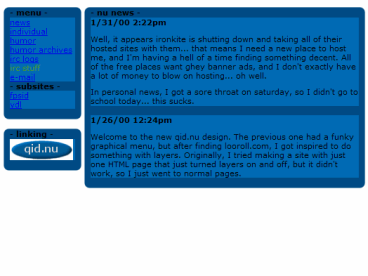 - menu -
news
individual
humor
humor archives
irc logs
irc stuff
e-mail
- subsites -
/psid
ydl
- linking -
qid.nu
- nu news -
1/31/00 2:22pm
Well, it appears ironkite is shutting down and taking all of their
hosted sites with them... that means I need a new place to host
me, and I'm having a hell of a time finding something decent. All
of the free places want ghey banner ads, and I don't exactly have
a lot of money to blow on hosting... oh well.
In personal news, I got a sore throat on saturday, so I didn't go to
school today... this sucks.
1/26/00 12:24pm
Welcome to the new qid.nu design. The previous one had a funky
graphical menu, but after finding looroll.com, I got inspired to do
something with layers. Originally, I tried making a site with just
one HTML page that just turned layers on and off, but it didn't
work, so I just went to normal pages.